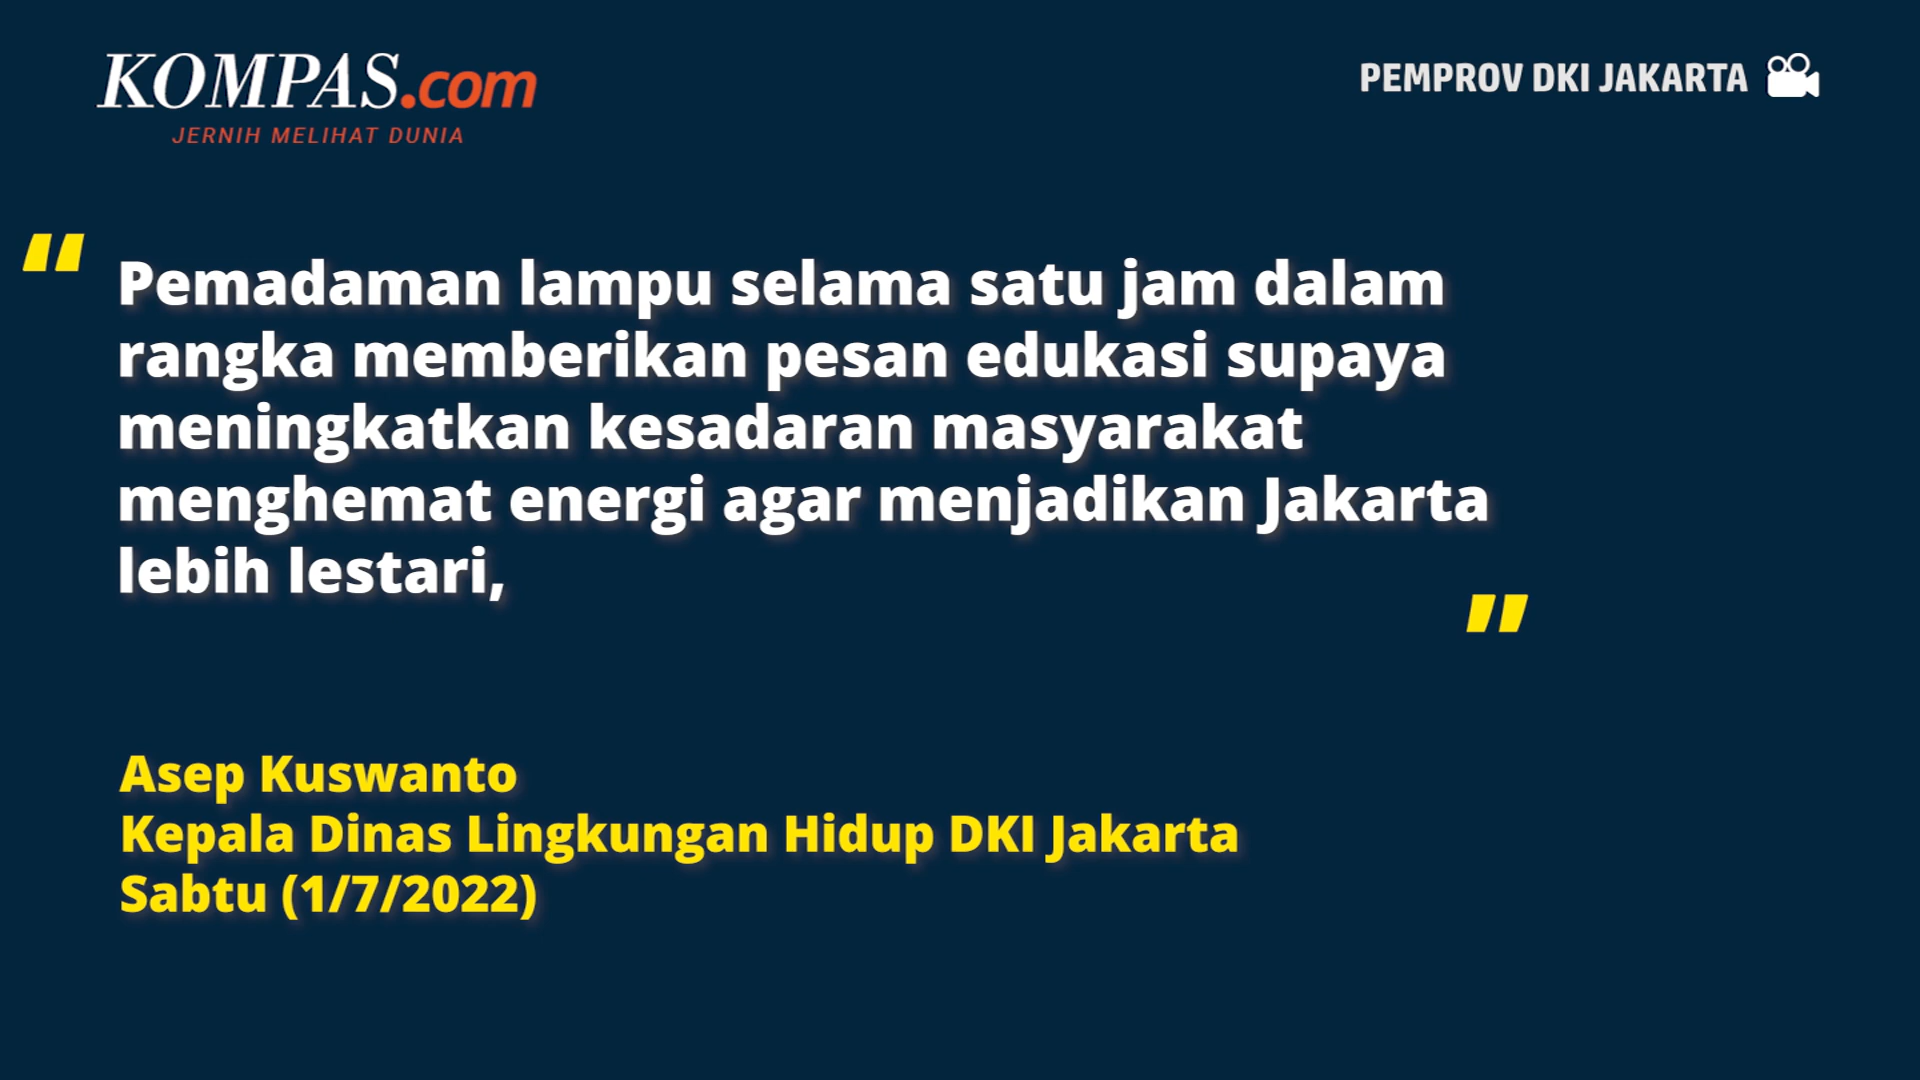 KOMPAS.com
JERNIH MELIHAT DUNIA
PEMPROV DKI JAKARTA
“
Pemadaman lampu selama satu jam dalam
rangka memberikan pesan edukasi supaya
meningkatkan kesadaran masyarakat
menghemat energi agar menjadikan Jakarta
lebih lestari,
”
Asep Kuswanto
Kepala Dinas Lingkungan Hidup DKI Jakarta
Sabtu (1/7/2022)